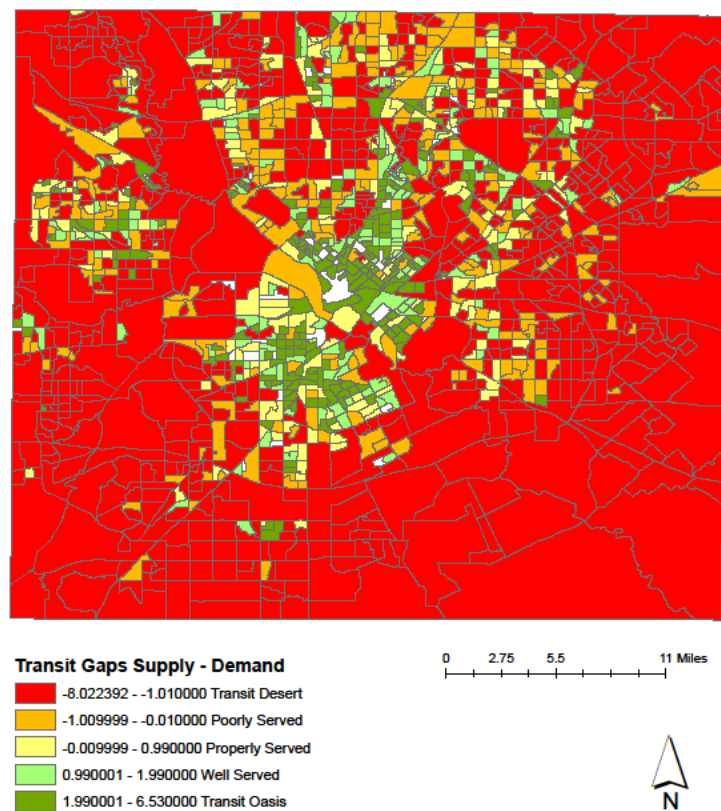 Transit Gaps Supply - Demand
-8.022392 - -1.010000 Transit Desert
-1.009999 - -0.010000 Poorly Served
-0.009999 - 0.990000 Properly Served
0.990001 - 1.990000 Well Served
1.990001 - 6.530000 Transit Oasis
0 2.75 5.5 11 Miles
N